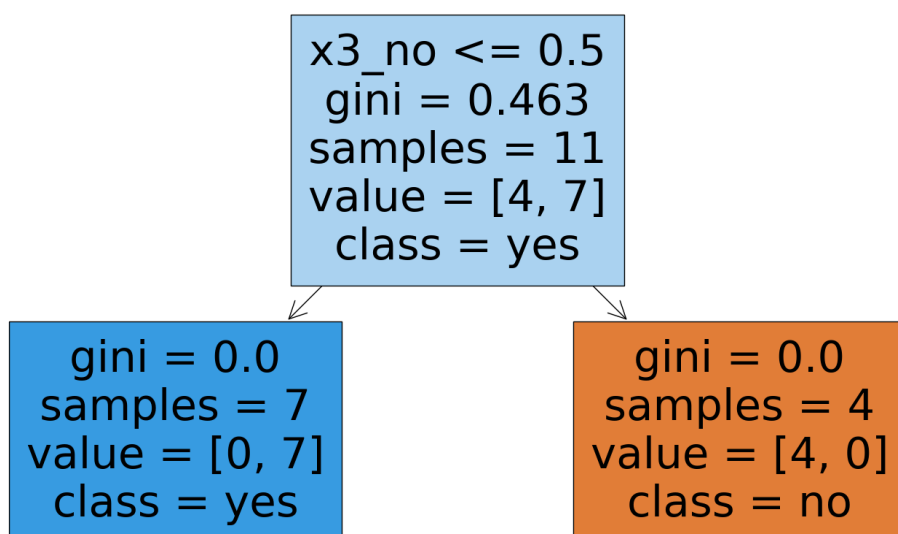 x3_no <= 0.5
gini = 0.463
samples = 11
value = [4, 7]
class = yes
gini = 0.0
samples = 7
value = [0, 7]
class = yes
gini = 0.0
samples = 4
value = [4, 0]
class = no